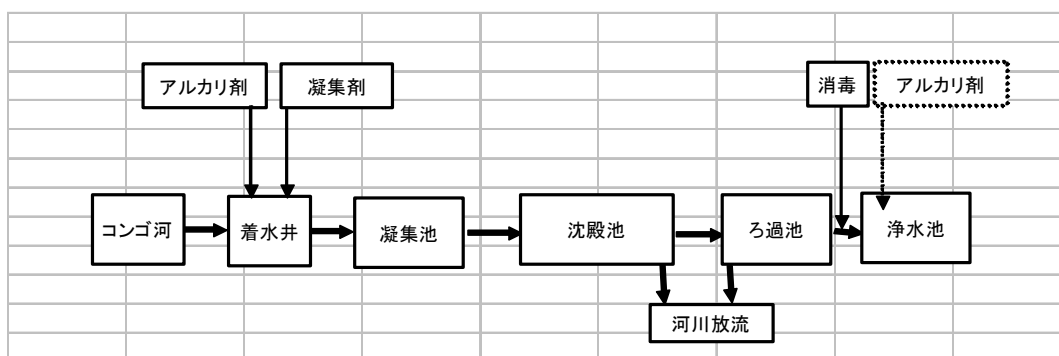 アルカリ剤
凝集剤
消毒
アルカリ剤
コンゴ河
着水井
凝集池
沈殿池
ろ過池
浄水池
河川放流